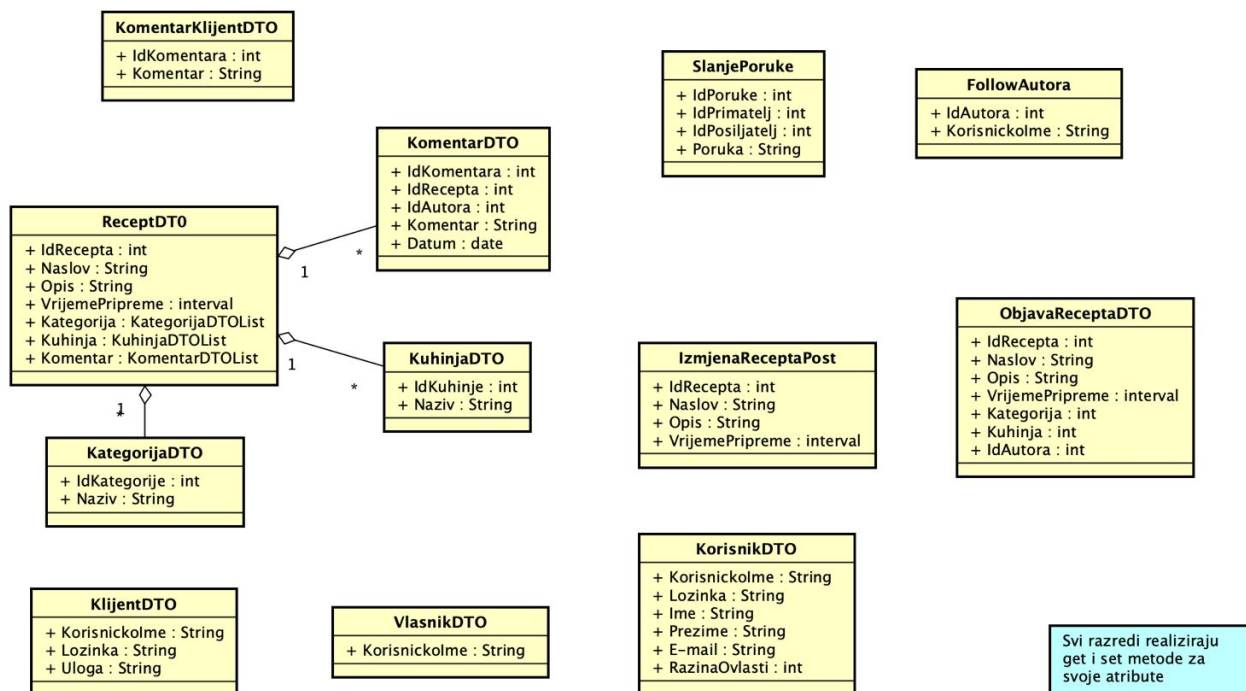 KomentarKlijentDTO
+ IdKomentara : int
+ Komentar : String
SlanjePoruke
+ IdPoruke : int
+ IdPrimatelj : int
+ IdPosiljatelj : int
+ Poruka : String
FollowAutora
+ IdAutora : int
+ KorisnickoIme : String
KomentarDTO
+ IdKomentara : int
+ IdRecepta : int
+ IdAutora : int
+ Komentar : String
+ Datum : date
ReceptDT0
+ IdRecepta : int
+ Naslov : String
+ Opis : String
+ VrijemePripreme : interval
+ Kategorija : KategorijaDTOList
+ Kuhinja : KuhinjaDTOList
+ Komentar : KomentarDTOList
1
*
1
*
1
*
KuhinjaDTO
+ IdKuhinje : int
+ Naziv : String
KategorijaDTO
+ IdKategorije : int
+ Naziv : String
IzmjenaReceptaPost
+ IdRecepta : int
+ Naslov : String
+ Opis : String
+ VrijemePripreme : interval
ObjavaReceptaDTO
+ IdRecepta : int
+ Naslov : String
+ Opis : String
+ VrijemePripreme : interval
+ Kategorija : int
+ Kuhinja : int
+ IdAutora : int
KlijentDTO
+ KorisnickoIme : String
+ Lozinka : String
+ Uloga : String
VlasnikDTO
+ KorisnickoIme : String
KorisnikDTO
+ KorisnickoIme : String
+ Lozinka : String
+ Ime : String
+ Prezime : String
+ E-mail : String
+ RazinaOvlasti : int
Svi razredi realiziraju
get i set metode za
svoje atribute